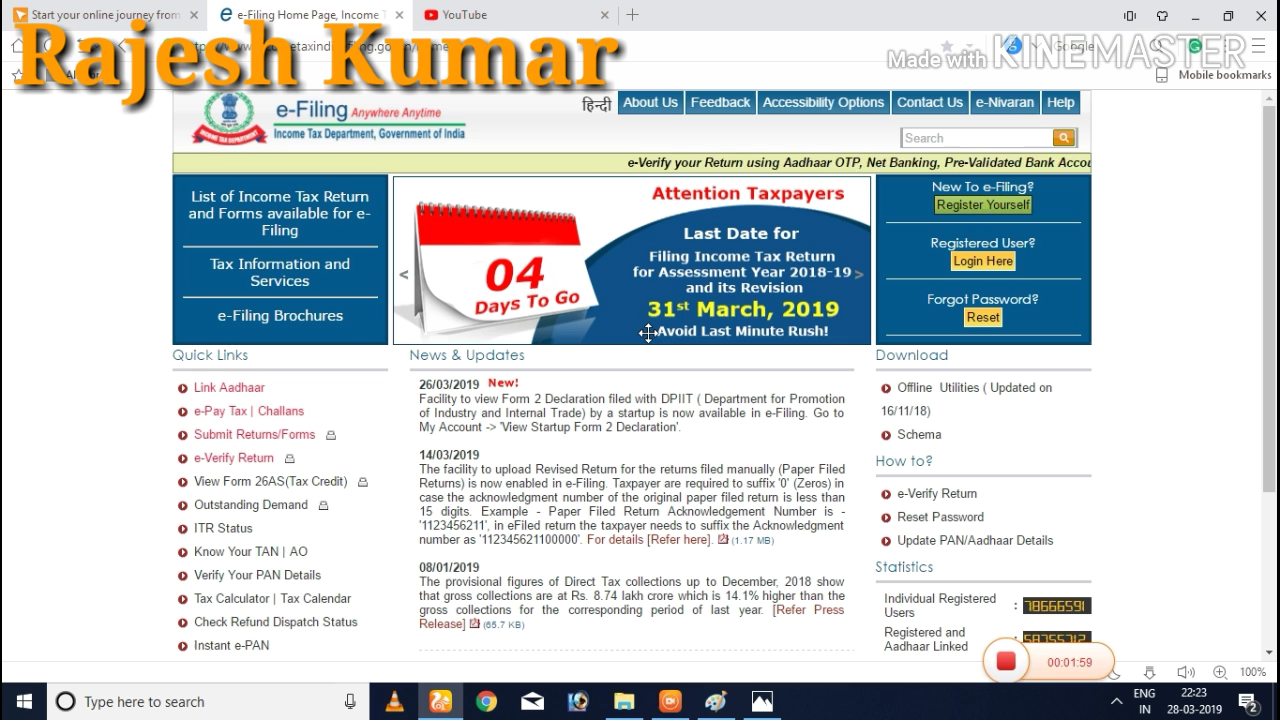 Start your online journey from
e-Filing Home Page, Income T
YouTube
Rajesh Kumar
Made with KINEMASTER
Mobile bookmarks
e-Filing Anywhere Anytime
Income Tax Department, Government of India
हिन्दी About Us Feedback Accessibility Options Contact Us e-Nivaran Help
Search
e-Verify your Return using Aadhaar OTP, Net Banking, Pre-Validated Bank Accou
List of Income Tax Return
and Forms available for e-
Filing
Tax Information and
Services
e-Filing Brochures
04
Days To Go
Attention Taxpayers
Last Date for
Filing Income Tax Return
for Assessment Year 2018-19
and its Revision
31st March, 2019
Avoid Last Minute Rush!
New To e-Filing?
Register Yourself
Registered User?
Login Here
Forgot Password?
Reset
Quick Links
Link Aadhaar
e-Pay Tax | Challans
Submit Returns/Forms
e-Verify Return
View Form 26AS(Tax Credit)
Outstanding Demand
ITR Status
Know Your TAN | AO
Verify Your PAN Details
Tax Calculator | Tax Calendar
Check Refund Dispatch Status
Instant e-PAN
News & Updates
26/03/2019 New!
Facility to view Form 2 Declaration filed with DPIIT ( Department for Promotion
of Industry and Internal Trade) by a startup is now available in e-Filing. Go to
My Account -> 'View Startup Form 2 Declaration'.
14/03/2019
The facility to upload Revised Return for the returns filed manually (Paper Filed
Returns) is now enabled in e-Filing. Taxpayer are required to suffix '0' (Zeros) in
case the acknowledgment number of the original paper filed return is less than
15 digits. Example - Paper Filed Return Acknowledgement Number is -
'1123456211', in eFiled return the taxpayer needs to suffix the Acknowledgment
number as '112345621100000'. For details [Refer here]. (1.17 MB)
08/01/2019
The provisional figures of Direct Tax collections up to December, 2018 show
that gross collections are at Rs. 8.74 lakh crore which is 14.1% higher than the
gross collections for the corresponding period of last year. [Refer Press
Release] (65.7 KB)
Download
Offline Utilities ( Updated on
16/11/18)
Schema
How to?
e-Verify Return
Reset Password
Update PAN/Aadhaar Details
Statistics
Individual Registered
Users : 78666591
Registered and
Aadhaar Linked
00:01:59
100%
Type here to search
ENG
IN
22:23
28-03-2019
2